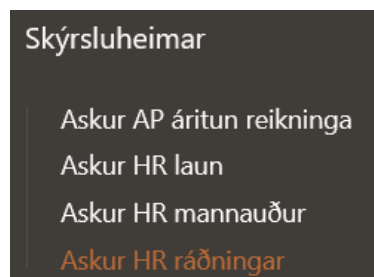 Skýrsluheimar
Askur AP áritun reikninga
Askur HR laun
Askur HR mannauður
Askur HR ráðningar